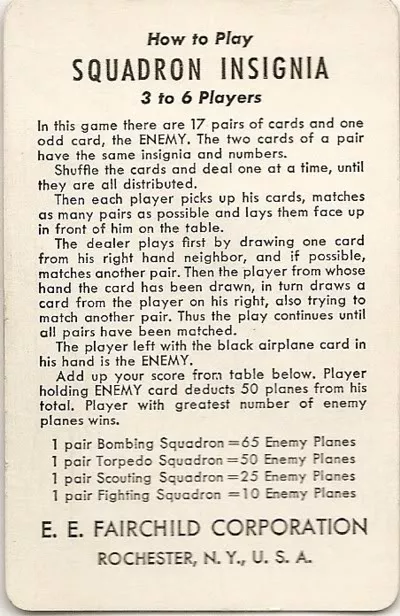 How to Play
SQUADRON INSIGNIA
3 to 6 Players
In this game there are 17 pairs of cards and one
odd card, the ENEMY. The two cards of a pair
have the same insignia and numbers.
Shuffle the cards and deal one at a time, until
they are all distributed.
Then each player picks up his cards, matches
as many pairs as possible and lays them face up
in front of him on the table.
The dealer plays first by drawing one card
from his right hand neighbor, and if possible,
matches another pair. Then the player from whose
hand the card has been drawn, in turn draws a
card from the player on his right, also trying to
match another pair. Thus the play continues until
all pairs have been matched.
The player left with the black airplane card in
his hand is the ENEMY.
Add up your score from table below. Player
holding ENEMY card deducts 50 planes from his
total. Player with greatest number of enemy
planes wins.
1 pair Bombing Squadron = 65 Enemy Planes
1 pair Torpedo Squadron = 50 Enemy Planes
1 pair Scouting Squadron = 25 Enemy Planes
1 pair Fighting Squadron = 10 Enemy Planes
E. E. FAIRCHILD CORPORATION
ROCHESTER, N. Y., U. S. A.